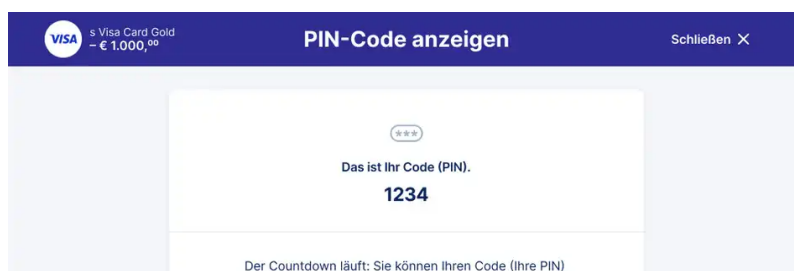 VISA
s Visa Card Gold
– € 1.000,⁰⁰
PIN-Code anzeigen
Schließen ✕
***
Das ist Ihr Code (PIN).
1234
Der Countdown läuft: Sie können Ihren Code (Ihre PIN)